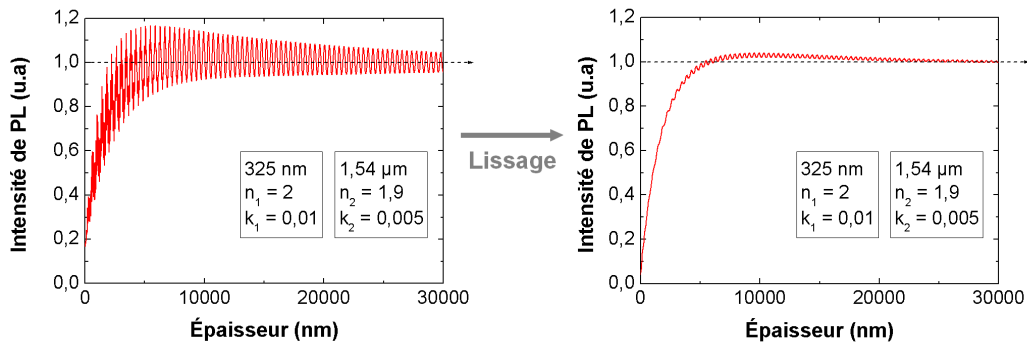 Intensité de PL (u.a)
1,2
1,0
0,8
0,6
0,4
0,2
0,0
325 nm
n1 = 2
k1 = 0,01
1,54 µm
n2 = 1,9
k2 = 0,005
0 10000 20000 30000
Épaisseur (nm)
Lissage
Intensité de PL (u.a)
1,2
1,0
0,8
0,6
0,4
0,2
0,0
325 nm
n1 = 2
k1 = 0,01
1,54 µm
n2 = 1,9
k2 = 0,005
0 10000 20000 30000
Épaisseur (nm)